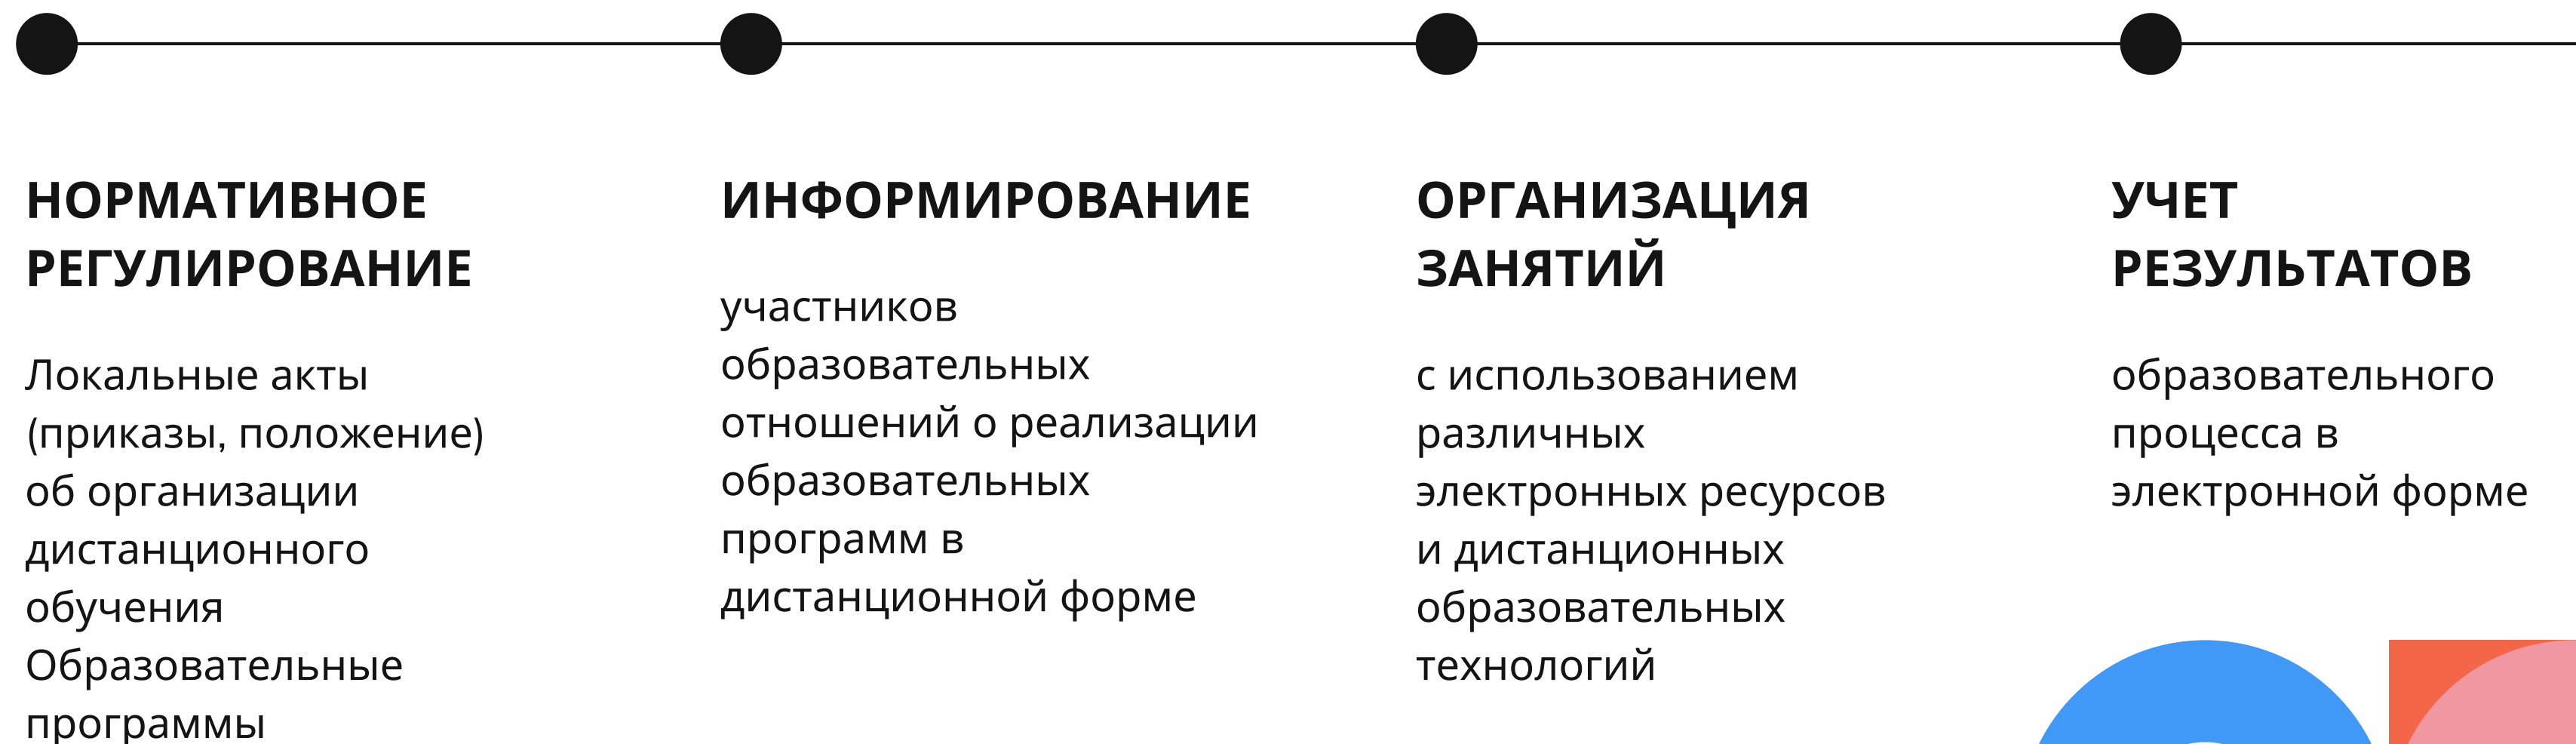 НОРМАТИВНОЕ
РЕГУЛИРОВАНИЕ
Локальные акты
(приказы, положение)
об организации
дистанционного
обучения
Образовательные
программы
ИНФОРМИРОВАНИЕ
участников
образовательных
отношений о реализации
образовательных
программ в
дистанционной форме
ОРГАНИЗАЦИЯ
ЗАНЯТИЙ
с использованием
различных
электронных ресурсов
и дистанционных
образовательных
технологий
УЧЕТ
РЕЗУЛЬТАТОВ
образовательного
процесса в
электронной форме